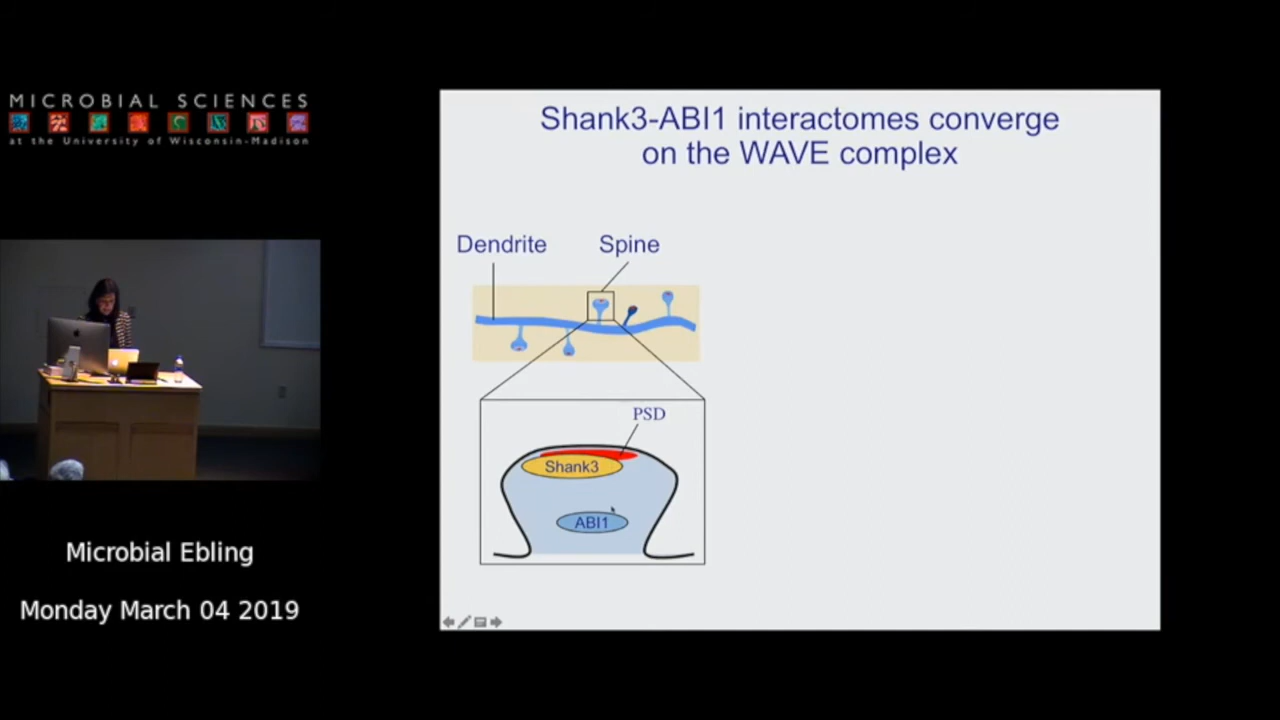 MICROBIAL SCIENCES
at the University of Wisconsin-Madison
Shank3-ABI1 interactomes converge
on the WAVE complex
Dendrite
Spine
PSD
Shank3
ABI1
Microbial Ebling
Monday March 04 2019